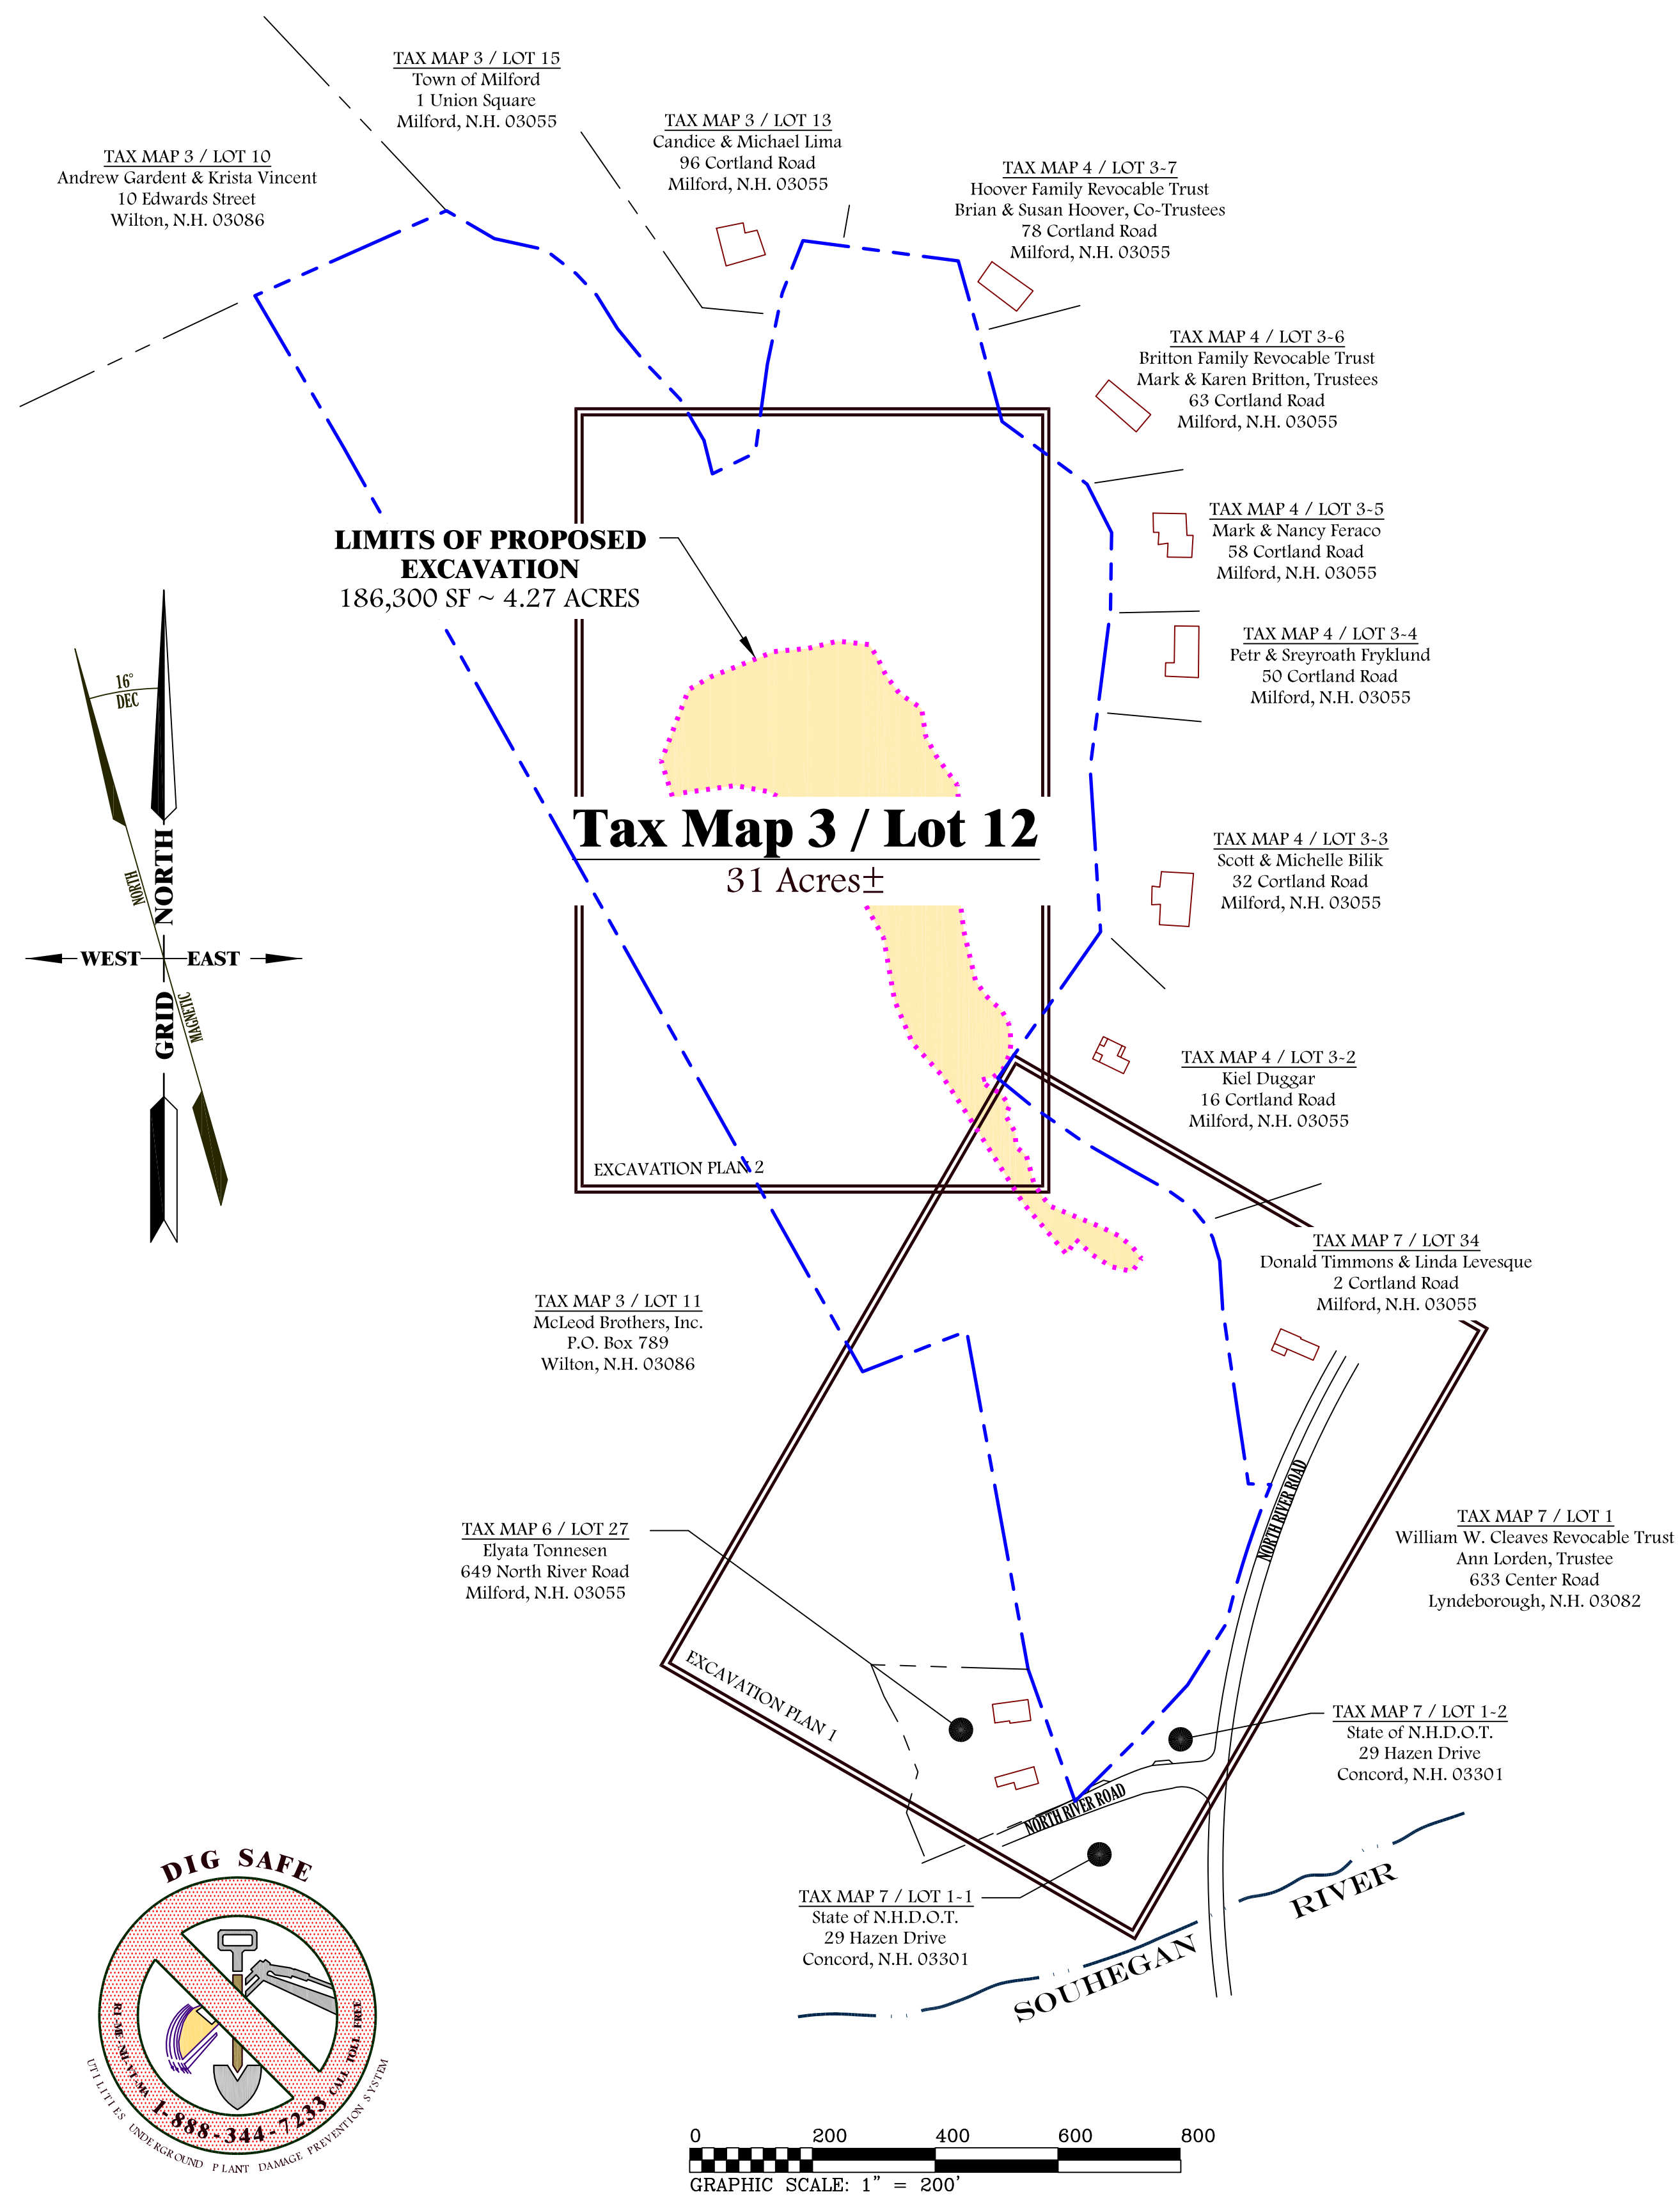 TAX MAP 3 / LOT 15
Town of Milford
1 Union Square
Milford, N.H. 03055
TAX MAP 3 / LOT 13
Candice & Michael Lima
96 Cortland Road
Milford, N.H. 03055
TAX MAP 3 / LOT 10
Andrew Gardent & Krista Vincent
10 Edwards Street
Wilton, N.H. 03086
TAX MAP 4 / LOT 3-7
Hoover Family Revocable Trust
Brian & Susan Hoover, Co-Trustees
78 Cortland Road
Milford, N.H. 03055
TAX MAP 4 / LOT 3-6
Britton Family Revocable Trust
Mark & Karen Britton, Trustees
63 Cortland Road
Milford, N.H. 03055
TAX MAP 4 / LOT 3-5
Mark & Nancy Feraco
58 Cortland Road
Milford, N.H. 03055
LIMITS OF PROPOSED
EXCAVATION
186,300 SF ~ 4.27 ACRES
TAX MAP 4 / LOT 3-4
Petr & Sreyroath Fryklund
50 Cortland Road
Milford, N.H. 03055
16°
DEC
NORTH
NORTH
WEST
EAST
GRID
MAGNETIC
Tax Map 3 / Lot 12
31 Acres±
TAX MAP 4 / LOT 3-3
Scott & Michelle Bilik
32 Cortland Road
Milford, N.H. 03055
TAX MAP 4 / LOT 3-2
Kiel Duggar
16 Cortland Road
Milford, N.H. 03055
EXCAVATION PLAN 2
TAX MAP 7 / LOT 34
Donald Timmons & Linda Levesque
2 Cortland Road
Milford, N.H. 03055
TAX MAP 3 / LOT 11
McLeod Brothers, Inc.
P.O. Box 789
Wilton, N.H. 03086
NORTH RIVER ROAD
TAX MAP 7 / LOT 1
William W. Cleaves Revocable Trust
Ann Lorden, Trustee
633 Center Road
Lyndeborough, N.H. 03082
TAX MAP 6 / LOT 27
Elyata Tonnesen
649 North River Road
Milford, N.H. 03055
EXCAVATION PLAN 1
TAX MAP 7 / LOT 1-2
State of N.H.D.O.T.
29 Hazen Drive
Concord, N.H. 03301
NORTH RIVER ROAD
TAX MAP 7 / LOT 1-1
State of N.H.D.O.T.
29 Hazen Drive
Concord, N.H. 03301
SOUHEGAN RIVER
DIG SAFE
RI-ME-NH-VT-MA
1-888-344-7233
CALL TOLL FREE
UTILITIES UNDERGROUND PLANT DAMAGE PREVENTION SYSTEM
0 200 400 600 800
GRAPHIC SCALE: 1" = 200'